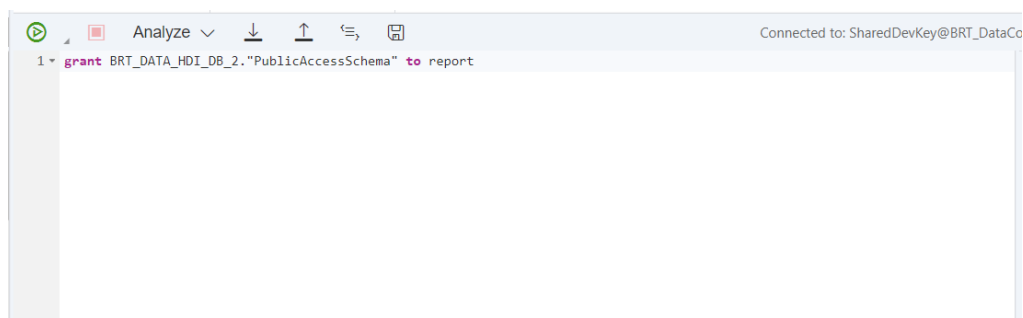 Analyze Connected to: SharedDevKey@BRT_DataCo
1 grant BRT_DATA_HDI_DB_2."PublicAccessSchema" to report